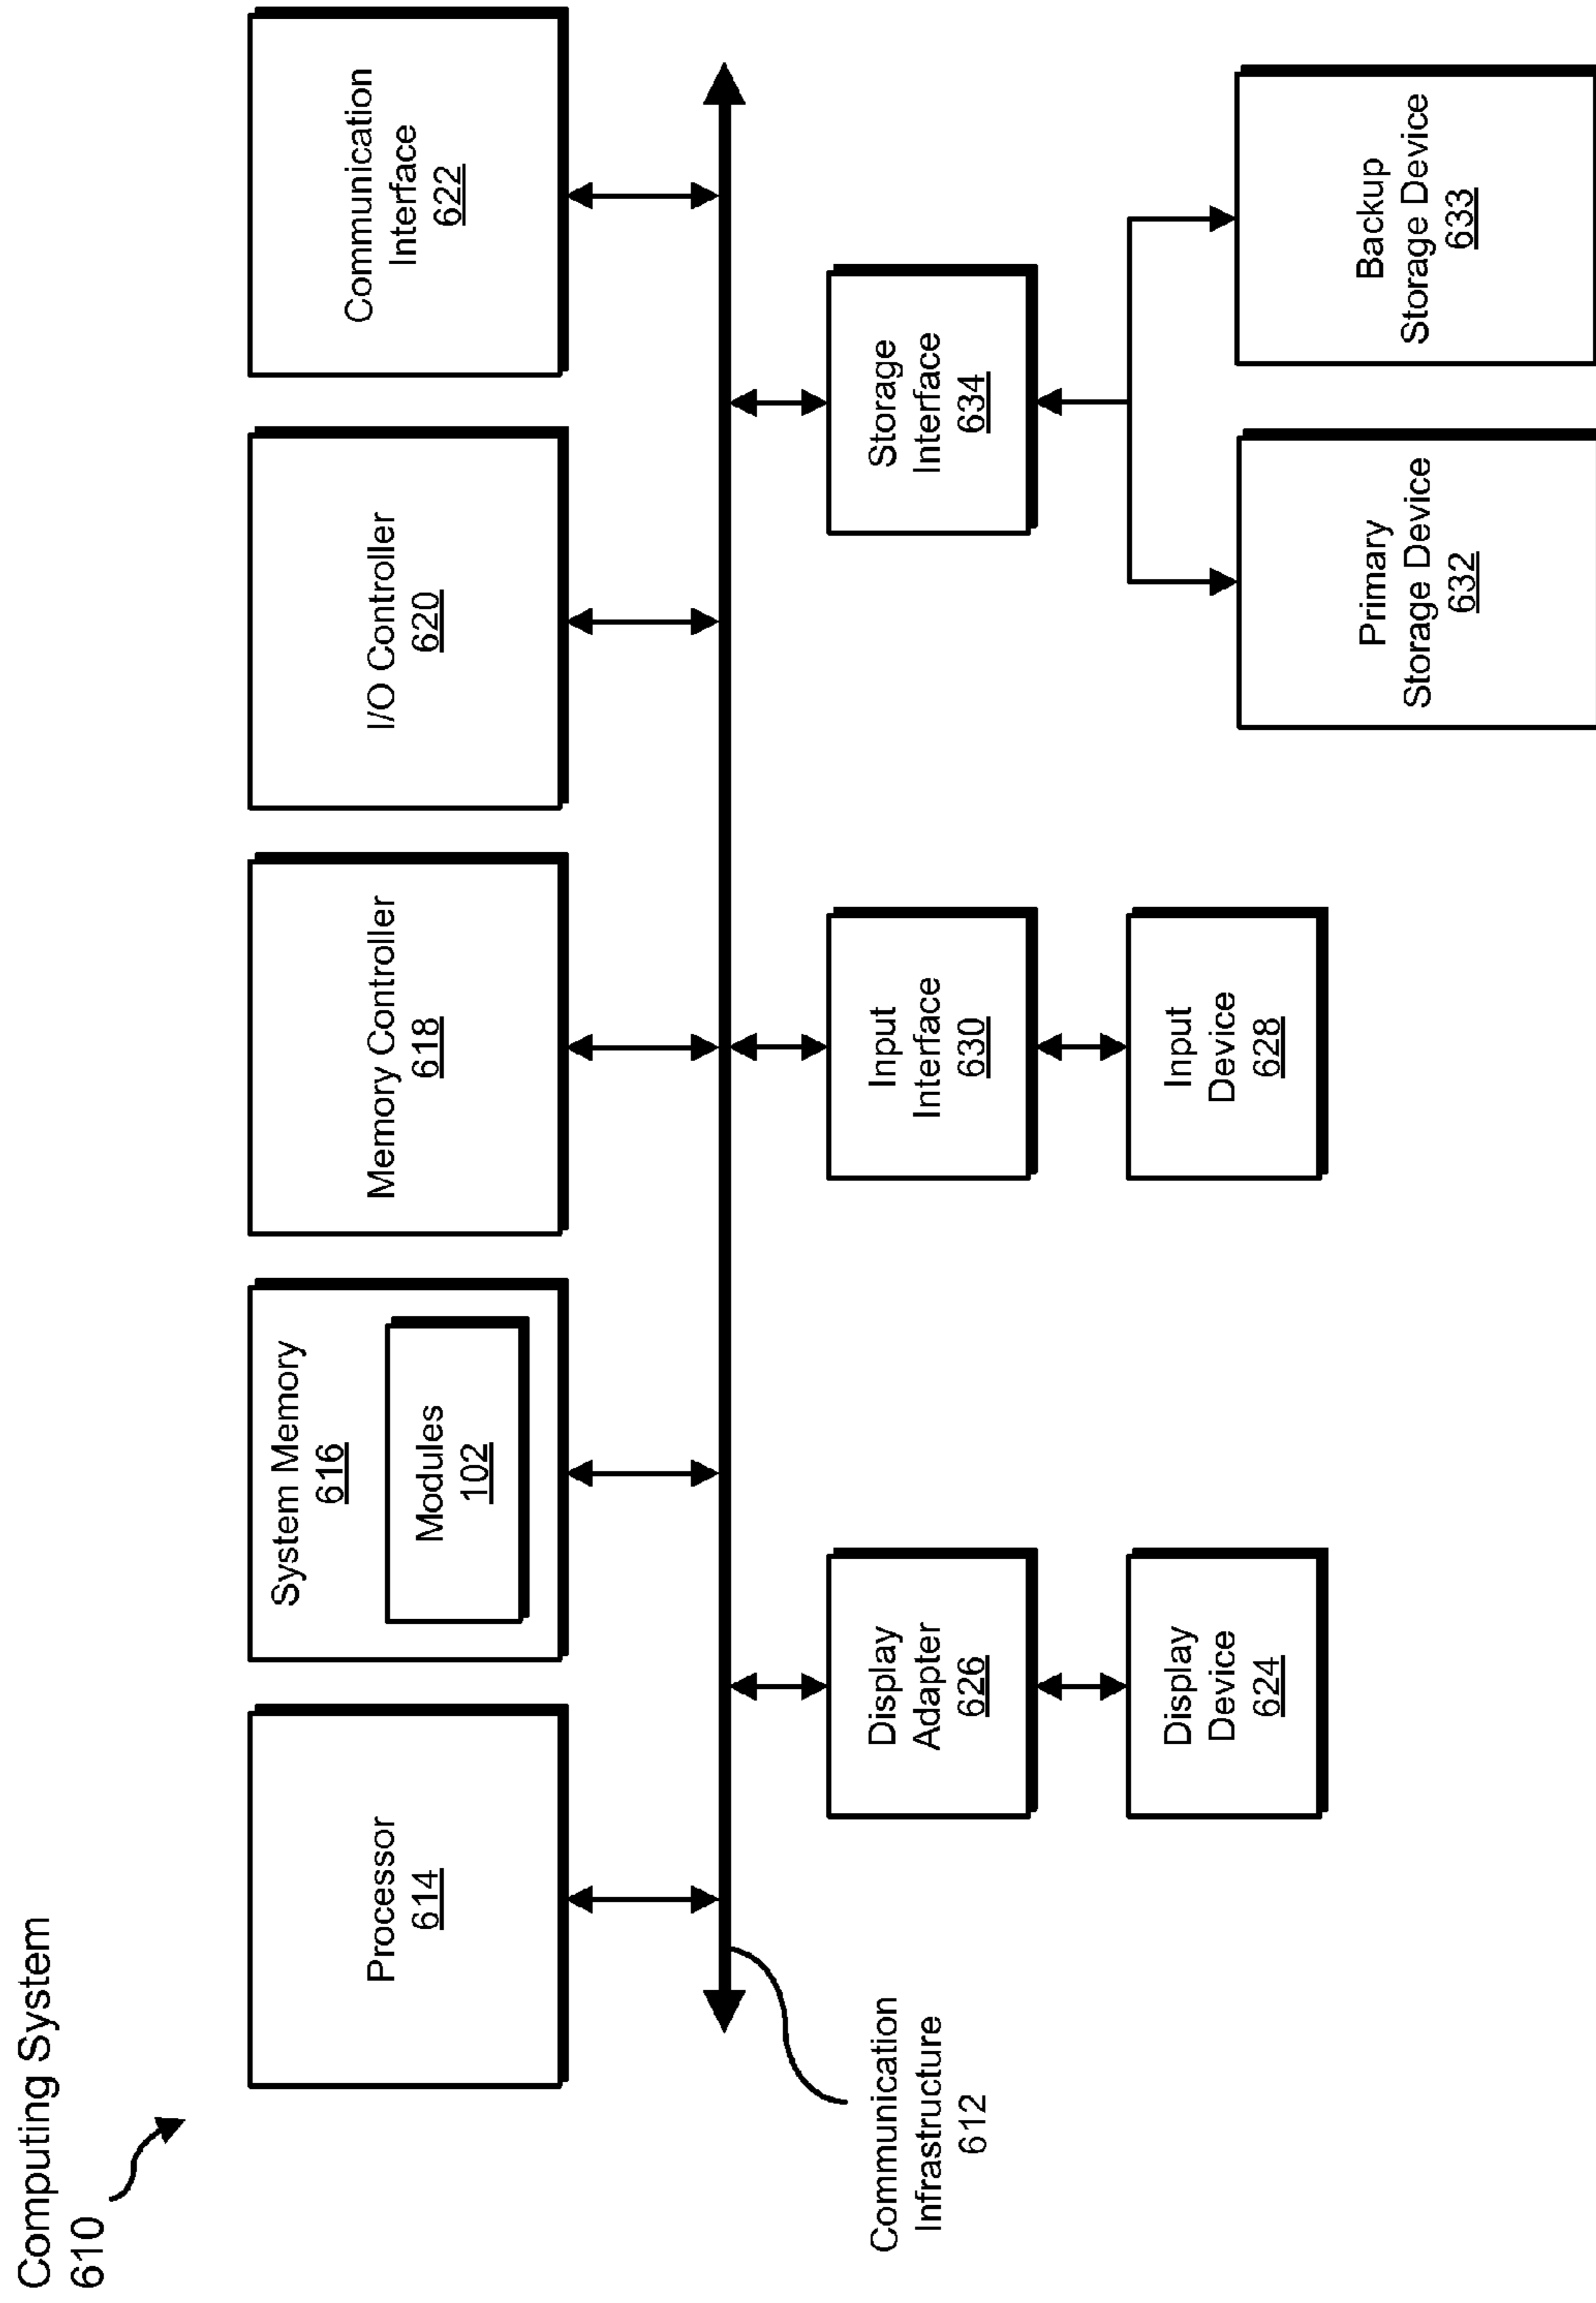 Computing System
610
Processor
614
System Memory
616
Modules
102
Memory Controller
618
I/O Controller
620
Communication
Interface
622
Communication
Infrastructure
612
Display
Adapter
626
Input
Interface
630
Storage
Interface
634
Display
Device
624
Input
Device
628
Primary
Storage Device
632
Backup
Storage Device
633